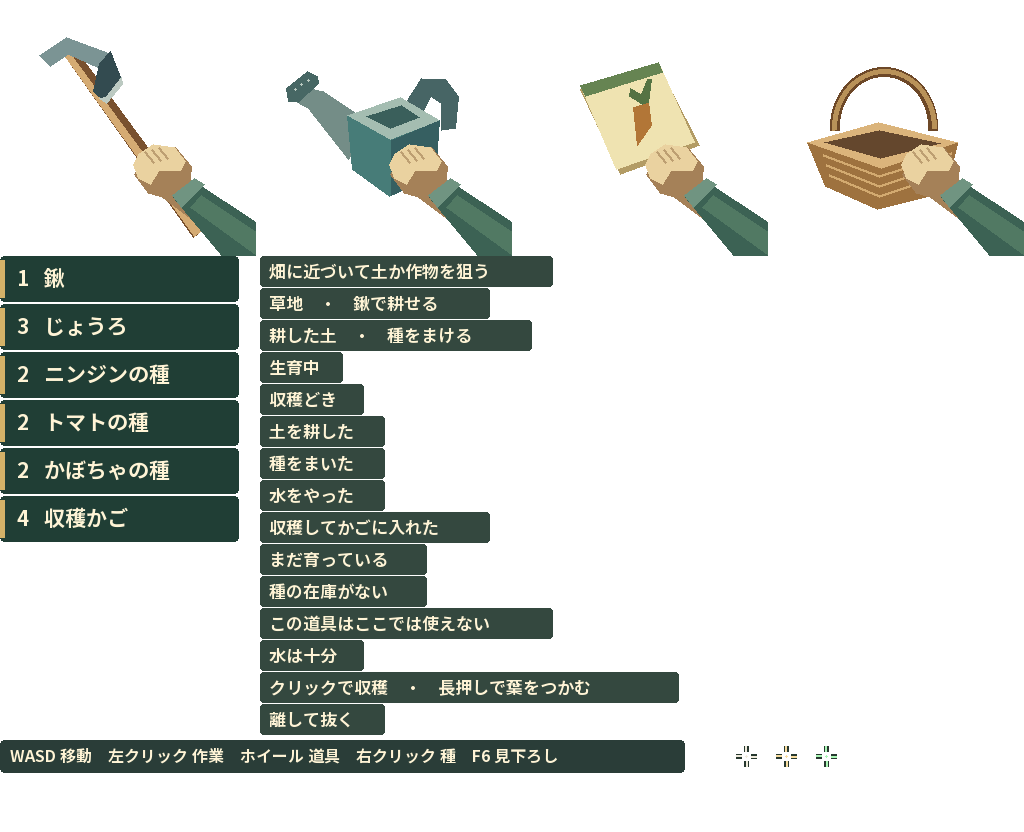 1 鍬
3 じょうろ
2 ニンジンの種
2 トマトの種
2 かぼちゃの種
4 収穫かご
畑に近づいて土か作物を狙う
草地　・　鍬で耕せる
耕した土　・　種をまける
生育中
収穫どき
土を耕した
種をまいた
水をやった
収穫してかごに入れた
まだ育っている
種の在庫がない
この道具はここでは使えない
水は十分
クリックで収穫　・　長押しで葉をつかむ
離して抜く
WASD 移動　左クリック 作業　ホイール 道具　右クリック 種　F6 見下ろし